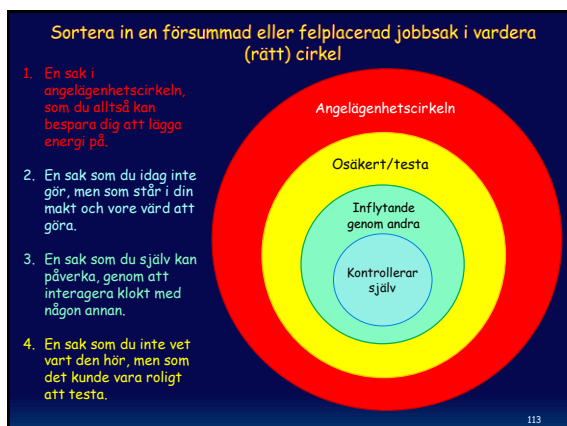 Sortera in en försummad eller felplacerad jobbsak i vardera
(rätt) cirkel
1. En sak i
angelägenhetscirkeln,
som du alltså kan
bespara dig att lägga
energi på.
2. En sak som du idag inte
gör, men som står i din
makt och vore värd att
göra.
3. En sak som du själv kan
påverka, genom att
interagera klokt med
någon annan.
4. En sak som du inte vet
vart den hör, men som
det kunde vara roligt
att testa.
Angelägenhetscirkeln
Osäkert/testa
Inflytande
genom andra
Kontrollerar
själv
113